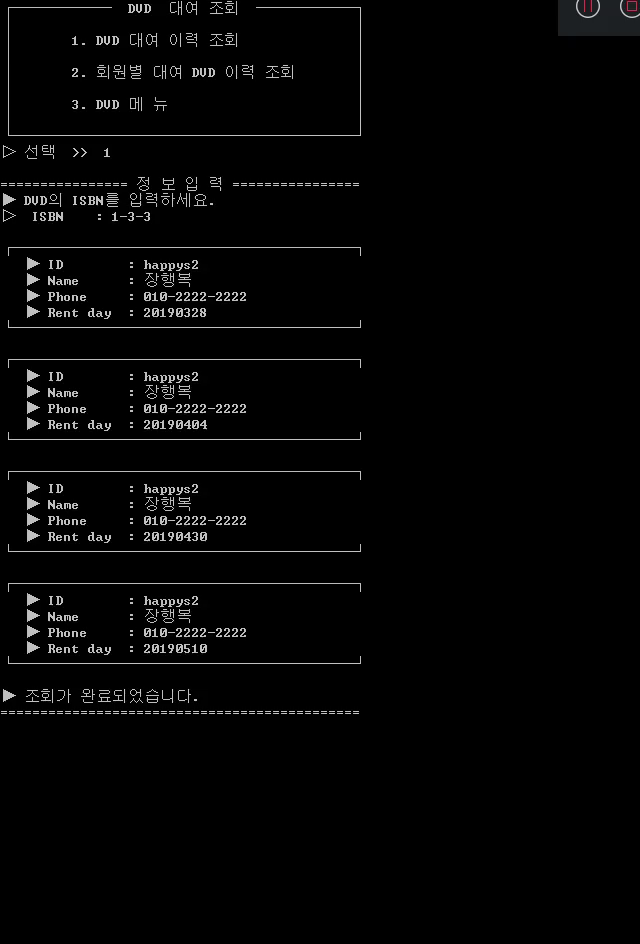 DVD 대여 조회
1. DVD 대여 이력 조회
2. 회원별 대여 DVD 이력 조회
3. DVD 메 뉴
▷ 선택 >> 1
================ 정 보 입 력 ================
▶ DVD의 ISBN를 입력하세요.
▷ ISBN : 1-3-3
▶ ID : happys2
▶ Name : 장행복
▶ Phone : 010-2222-2222
▶ Rent day : 20190328
▶ ID : happys2
▶ Name : 장행복
▶ Phone : 010-2222-2222
▶ Rent day : 20190404
▶ ID : happys2
▶ Name : 장행복
▶ Phone : 010-2222-2222
▶ Rent day : 20190430
▶ ID : happys2
▶ Name : 장행복
▶ Phone : 010-2222-2222
▶ Rent day : 20190510
▶ 조회가 완료되었습니다.
=============================================